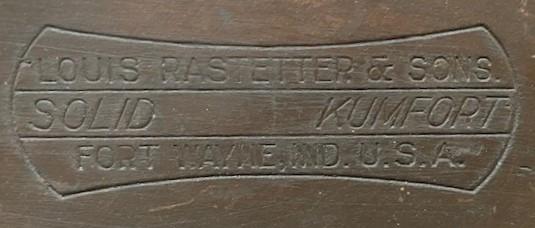 LOUIS RASTETTER & SONS.
SOLID KUMFORT
FORT WAYNE, IND. U.S.A.